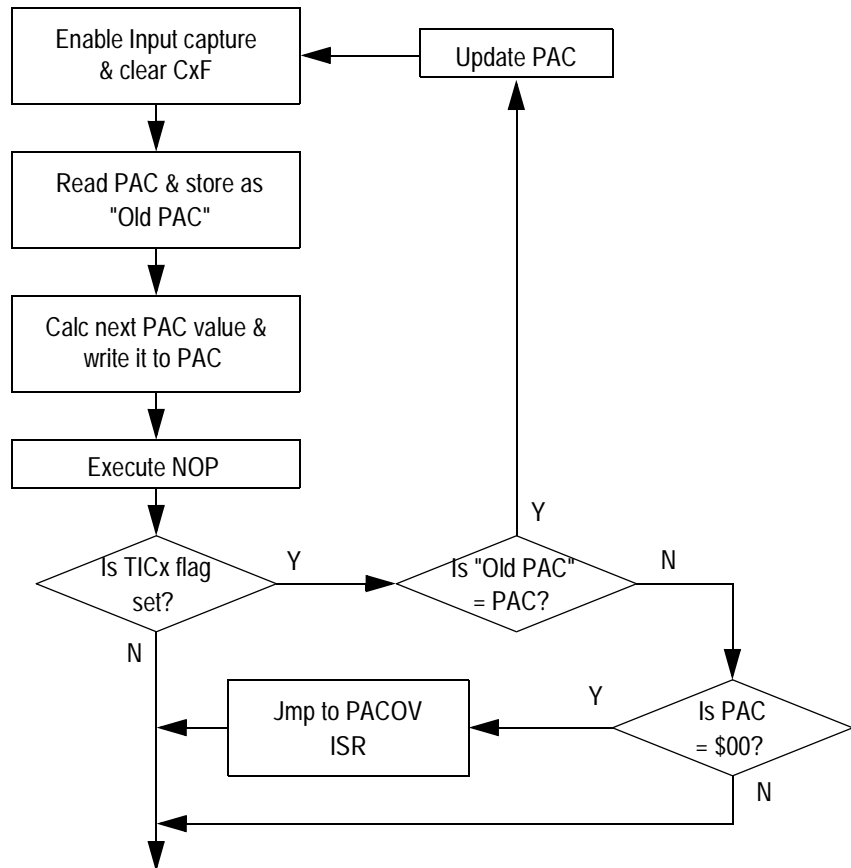 Enable Input capture
& clear CxF
Update PAC
Read PAC & store as
"Old PAC"
Calc next PAC value &
write it to PAC
Execute NOP
Is TICx flag
set?
Y
Is "Old PAC"
= PAC?
Y
N
N
Jmp to PACOV
ISR
Y
Is PAC
= $00?
N